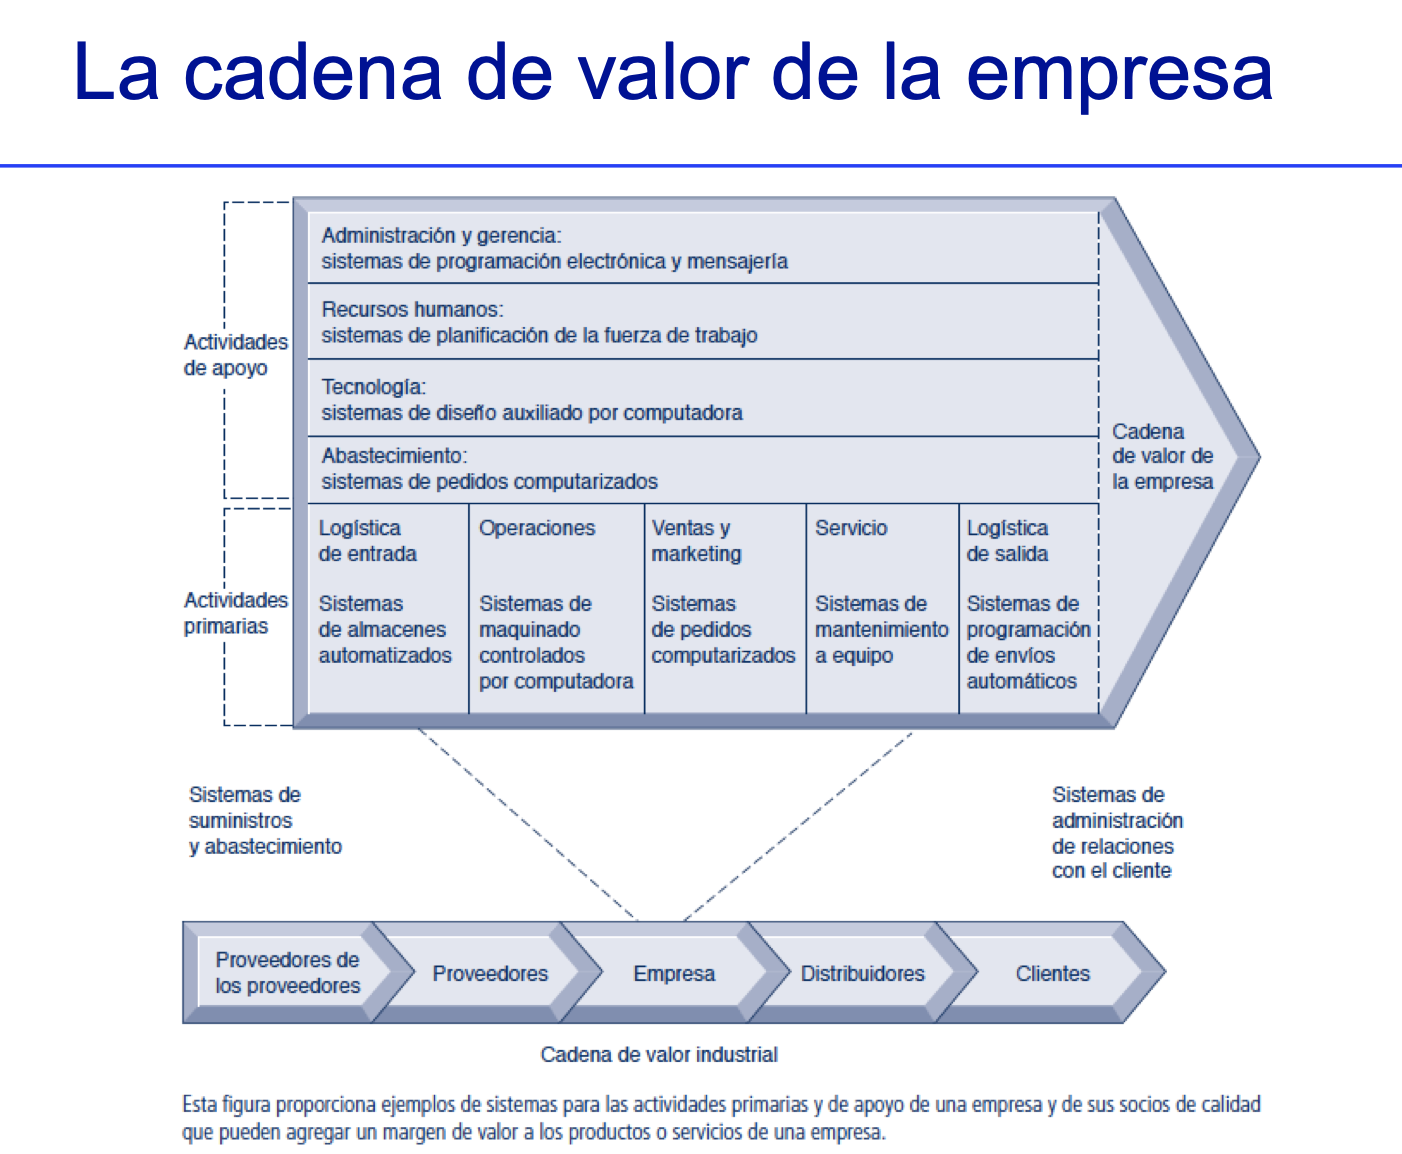 La cadena de valor de la empresa
Administración y gerencia:
sistemas de programación electrónica y mensajería
Recursos humanos:
sistemas de planificación de la fuerza de trabajo
Actividades
de apoyo
Tecnología:
sistemas de diseño auxiliado por computadora
Abastecimiento:
sistemas de pedidos computarizados
Cadena
de valor de
la empresa
Actividades
primarias
Logística
de entrada
Sistemas
de almacenes
automatizados
Operaciones
Sistemas de
maquinado
controlados
por computadora
Ventas y
marketing
Sistemas
de pedidos
computarizados
Servicio
Sistemas de
mantenimiento
a equipo
Logística
de salida
Sistemas de
programación
de envíos
automáticos
Sistemas de
suministros
y abastecimiento
Sistemas de
administración
de relaciones
con el cliente
Proveedores de
los proveedores
Proveedores
Empresa
Distribuidores
Clientes
Cadena de valor industrial
Esta figura proporciona ejemplos de sistemas para las actividades primarias y de apoyo de una empresa y de sus socios de calidad
que pueden agregar un margen de valor a los productos o servicios de una empresa.